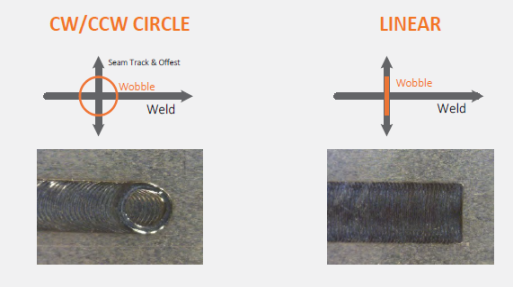 CW/CCW CIRCLE
LINEAR
Seam Track & Offest
Wobble
Weld
Wobble
Weld